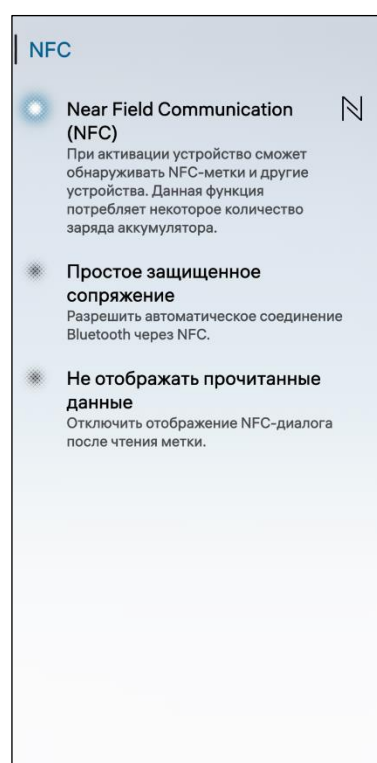 NFC
Near Field Communication
(NFC)
При активации устройство сможет
обнаруживать NFC-метки и другие
устройства. Данная функция
потребляет некоторое количество
заряда аккумулятора.
Простое защищенное
сопряжение
Разрешить автоматическое соединение
Bluetooth через NFC.
Не отображать прочитанные
данные
Отключить отображение NFC-диалога
после чтения метки.